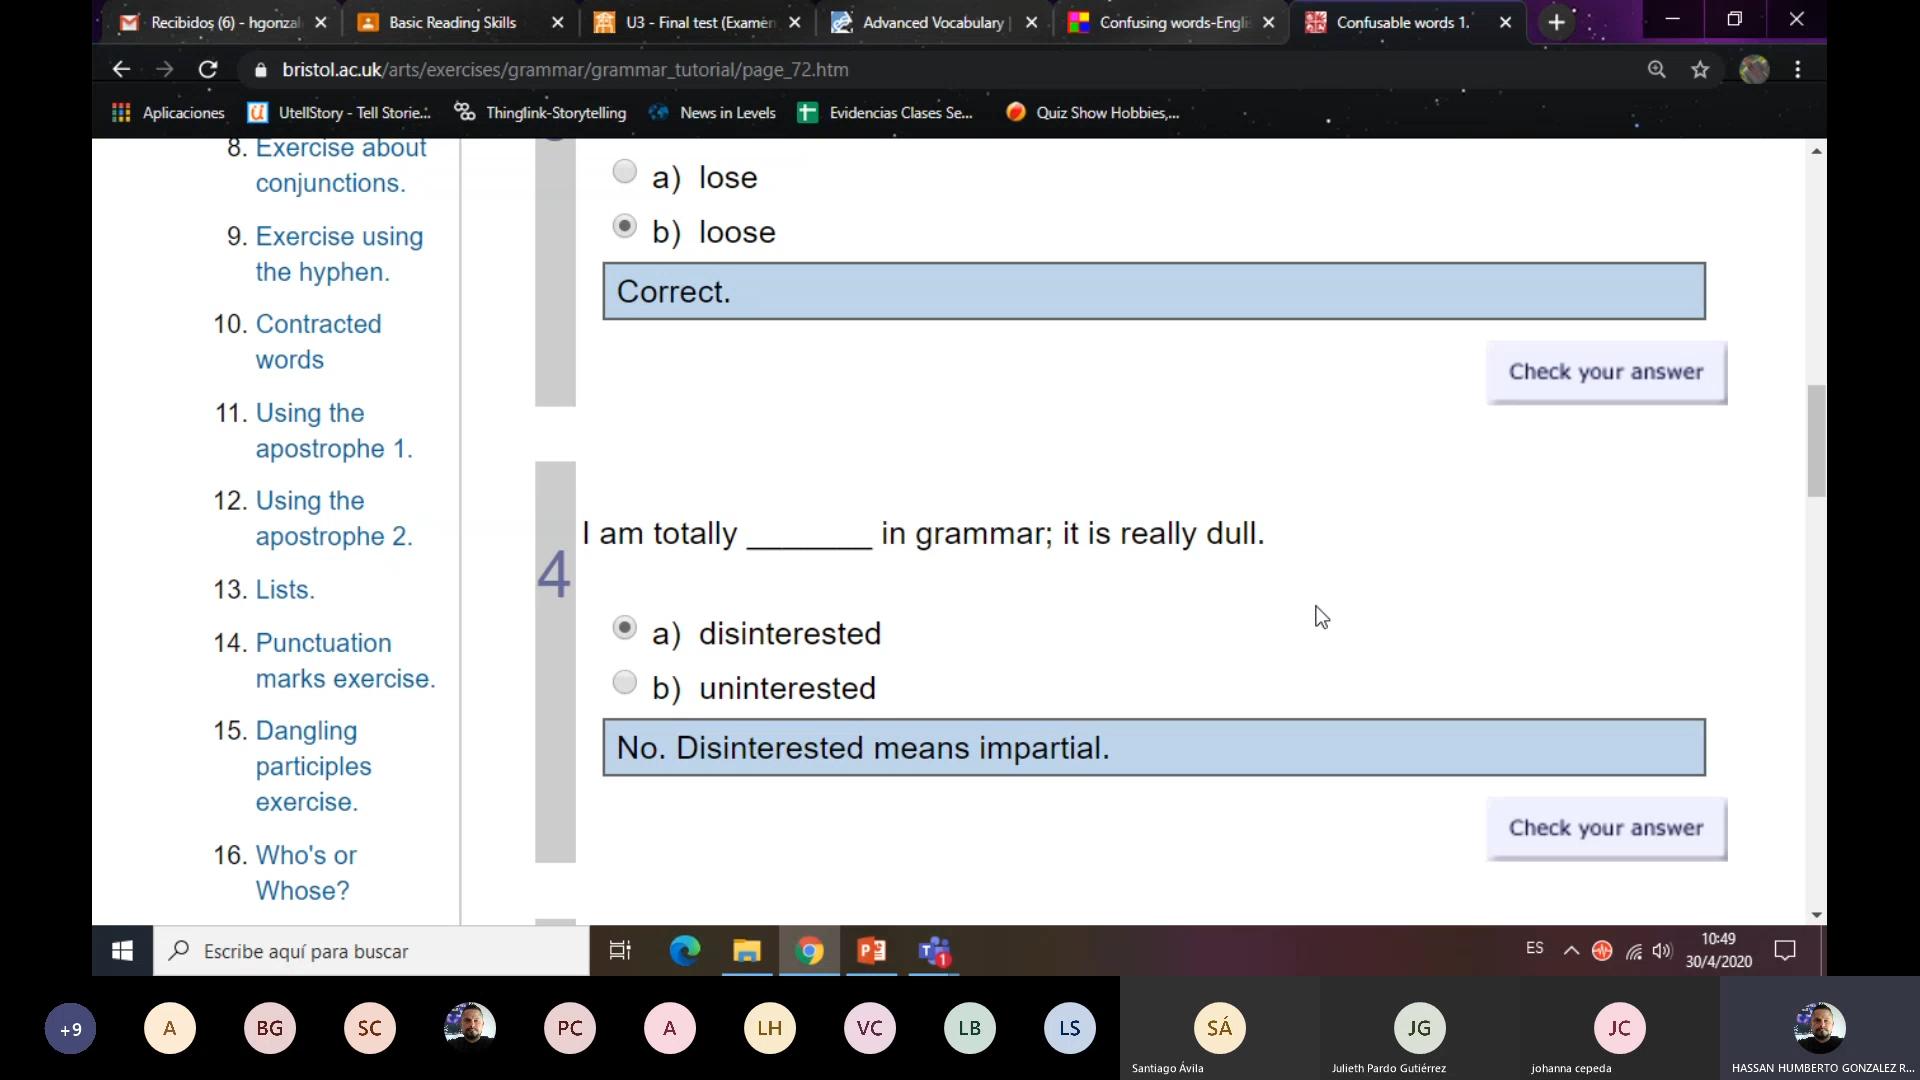 Recibidos (6) - hgonzal
Basic Reading Skills
U3 - Final test (Examen
Advanced Vocabulary |
Confusing words-Engli
Confusable words 1.
bristol.ac.uk/arts/exercises/grammar/grammar_tutorial/page_72.htm
Aplicaciones
UtellStory - Tell Storie...
Thinglink-Storytelling
News in Levels
Evidencias Clases Se...
Quiz Show Hobbies,...
8. Exercise about
conjunctions.
9. Exercise using
the hyphen.
10. Contracted
words
11. Using the
apostrophe 1.
12. Using the
apostrophe 2.
13. Lists.
14. Punctuation
marks exercise.
15. Dangling
participles
exercise.
16. Who's or
Whose?
a) lose
b) loose
Correct.
Check your answer
4
I am totally _______ in grammar; it is really dull.
a) disinterested
b) uninterested
No. Disinterested means impartial.
Check your answer
Escribe aquí para buscar
1
ES
10:49
30/4/2020
+9
A
BG
SC
PC
A
LH
VC
LB
LS
SÁ
JG
JC
Santiago Ávila
Julieth Pardo Gutiérrez
johanna cepeda
HASSAN HUMBERTO GONZALEZ R...